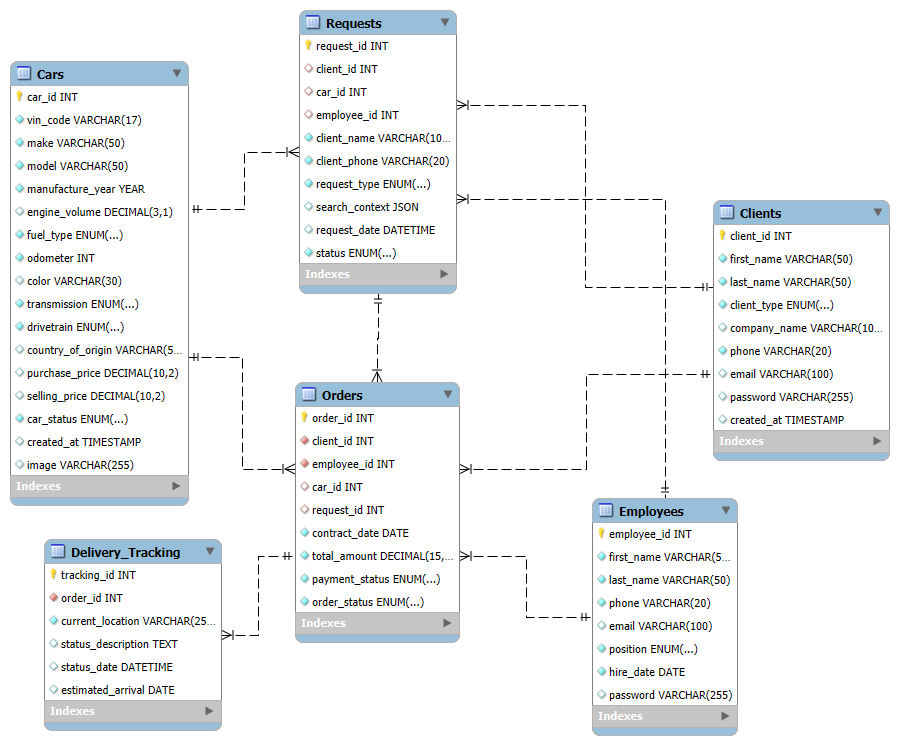 Requests
request_id INT
client_id INT
car_id INT
employee_id INT
client_name VARCHAR(10...
client_phone VARCHAR(20)
request_type ENUM(...)
search_context JSON
request_date DATETIME
status ENUM(...)
Indexes
Cars
car_id INT
vin_code VARCHAR(17)
make VARCHAR(50)
model VARCHAR(50)
manufacture_year YEAR
engine_volume DECIMAL(3,1)
fuel_type ENUM(...)
odometer INT
color VARCHAR(30)
transmission ENUM(...)
drivetrain ENUM(...)
country_of_origin VARCHAR(5...
purchase_price DECIMAL(10,2)
selling_price DECIMAL(10,2)
car_status ENUM(...)
created_at TIMESTAMP
image VARCHAR(255)
Indexes
Clients
client_id INT
first_name VARCHAR(50)
last_name VARCHAR(50)
client_type ENUM(...)
company_name VARCHAR(10...
phone VARCHAR(20)
email VARCHAR(100)
password VARCHAR(255)
created_at TIMESTAMP
Indexes
Orders
order_id INT
client_id INT
employee_id INT
car_id INT
request_id INT
contract_date DATE
total_amount DECIMAL(15,...
payment_status ENUM(...)
order_status ENUM(...)
Indexes
Employees
employee_id INT
first_name VARCHAR(5...
last_name VARCHAR(50)
phone VARCHAR(20)
email VARCHAR(100)
position ENUM(...)
hire_date DATE
password VARCHAR(255)
Indexes
Delivery_Tracking
tracking_id INT
order_id INT
current_location VARCHAR(25...
status_description TEXT
status_date DATETIME
estimated_arrival DATE
Indexes